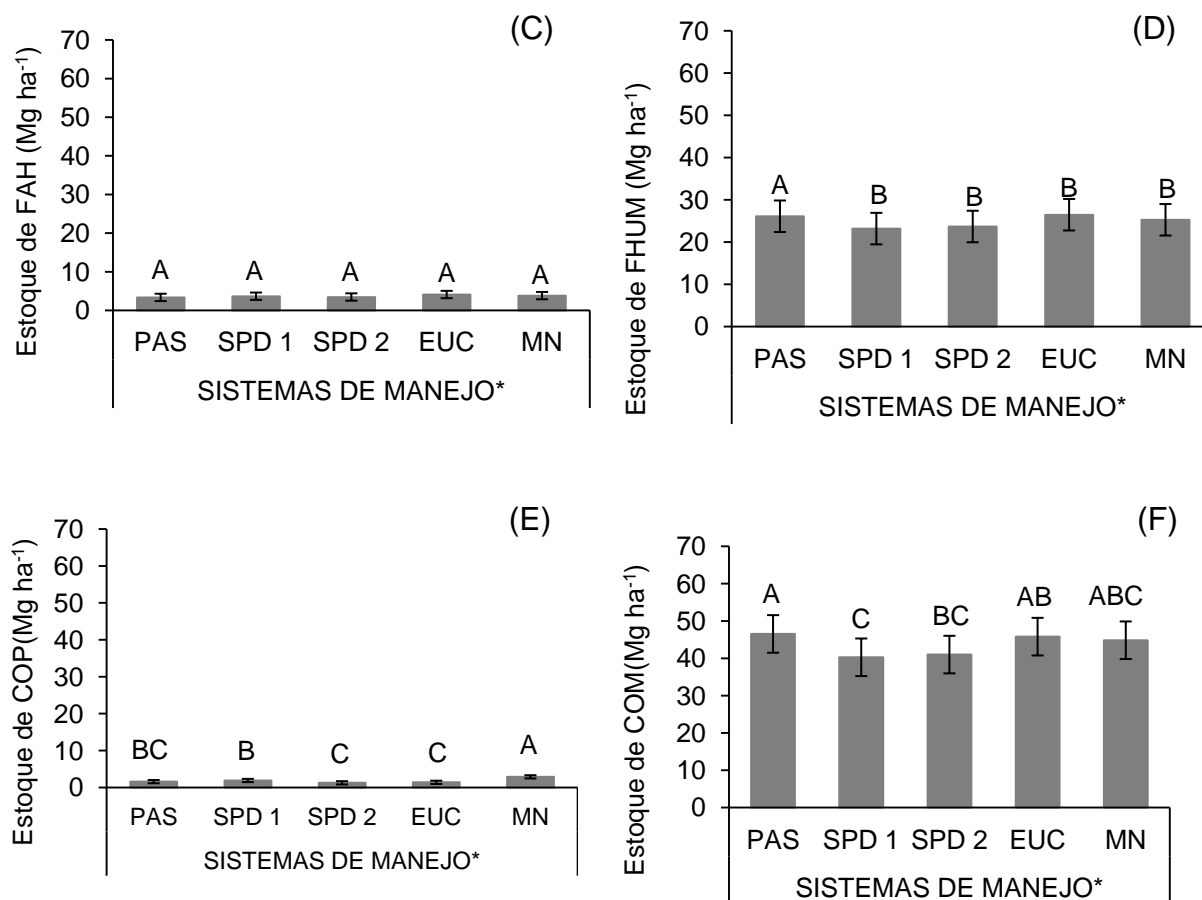 (C)
Estoque de FAH (Mg ha⁻¹)
70
60
50
40
30
20
10
0
A A A A A
PAS SPD 1 SPD 2 EUC MN
SISTEMAS DE MANEJO*
(D)
Estoque de FHUM (Mg ha⁻¹)
70
60
50
40
30
20
10
0
A B B B B
PAS SPD 1 SPD 2 EUC MN
SISTEMAS DE MANEJO*
(E)
Estoque de COP(Mg ha⁻¹)
70
60
50
40
30
20
10
0
BC B C C A
PAS SPD 1 SPD 2 EUC MN
SISTEMAS DE MANEJO*
(F)
Estoque de COM(Mg ha⁻¹)
70
60
50
40
30
20
10
0
A C BC AB ABC
PAS SPD 1 SPD 2 EUC MN
SISTEMAS DE MANEJO*